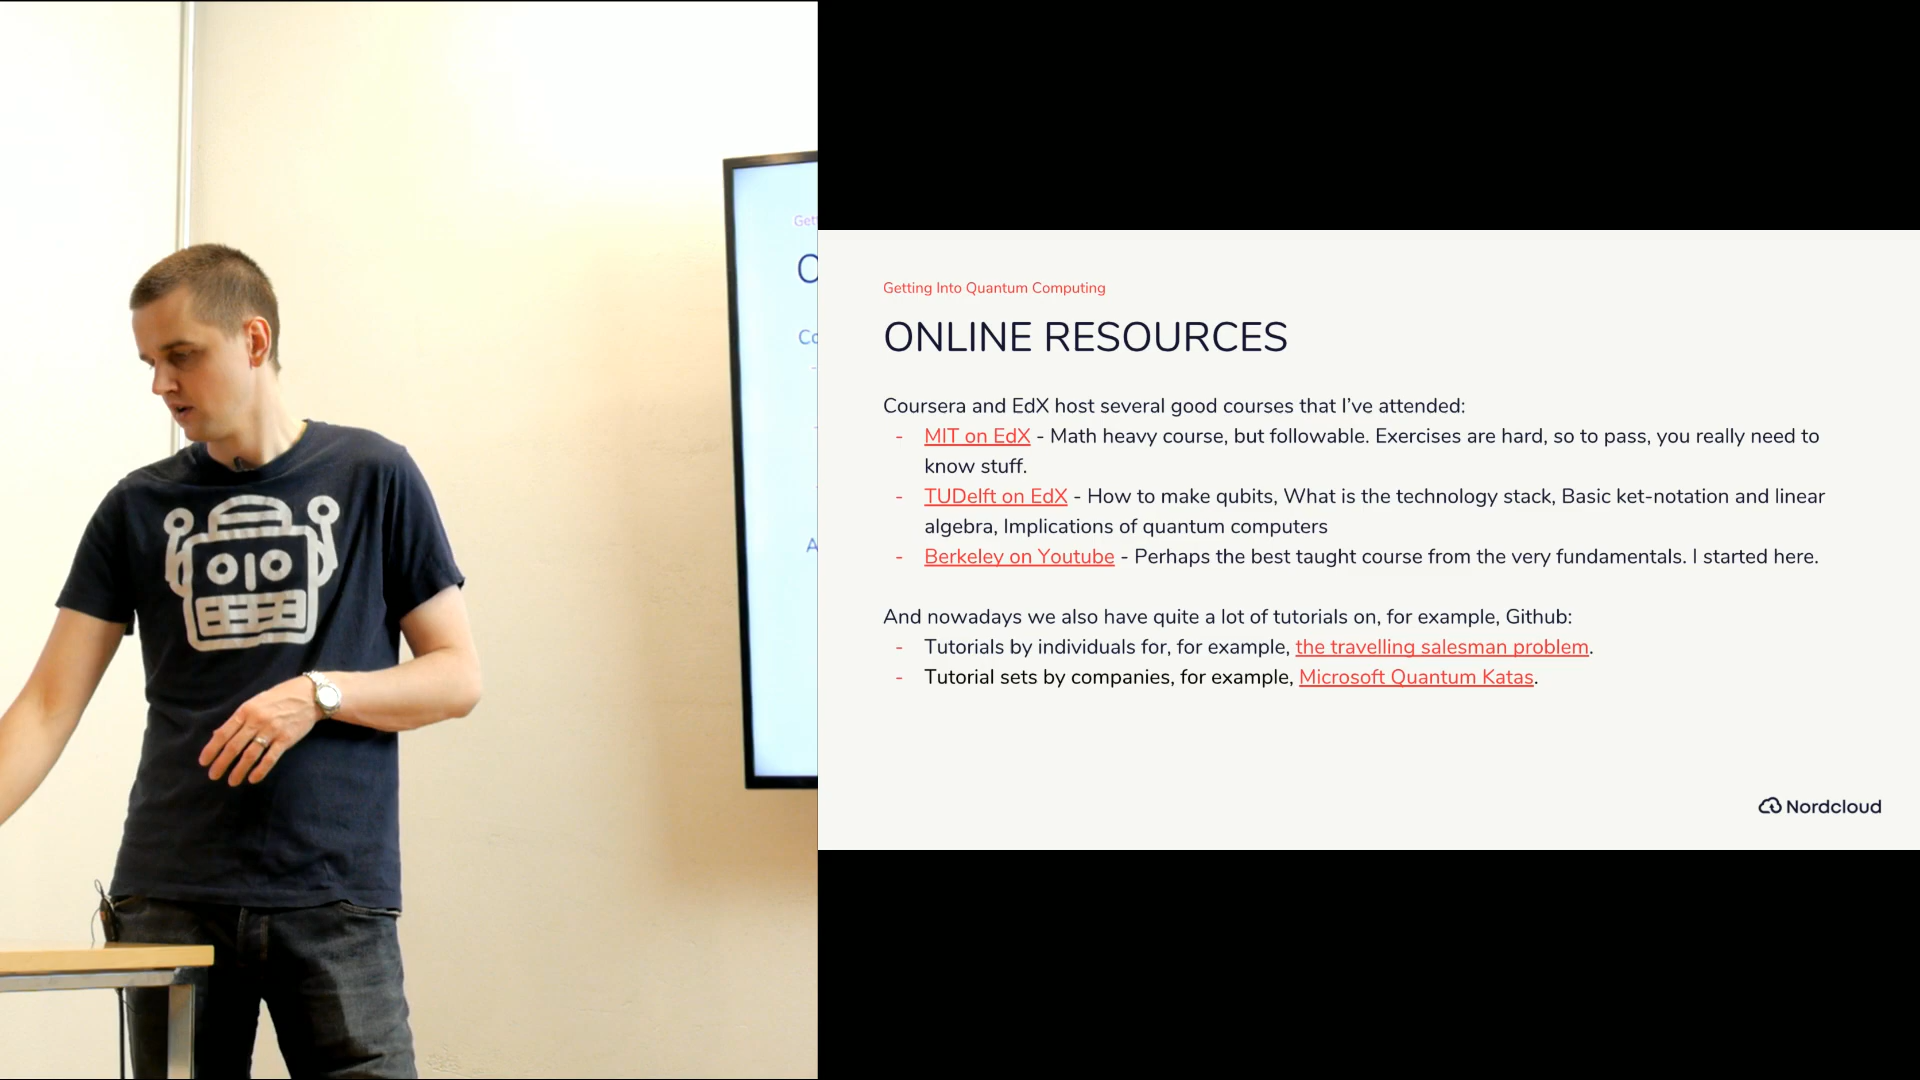 Getting Into Quantum Computing
ONLINE RESOURCES
Coursera and EdX host several good courses that I’ve attended:
- MIT on EdX - Math heavy course, but followable. Exercises are hard, so to pass, you really need to
know stuff.
- TUDelft on EdX - How to make qubits, What is the technology stack, Basic ket-notation and linear
algebra, Implications of quantum computers
- Berkeley on Youtube - Perhaps the best taught course from the very fundamentals. I started here.
And nowadays we also have quite a lot of tutorials on, for example, Github:
- Tutorials by individuals for, for example, the travelling salesman problem.
- Tutorial sets by companies, for example, Microsoft Quantum Katas.
Nordcloud